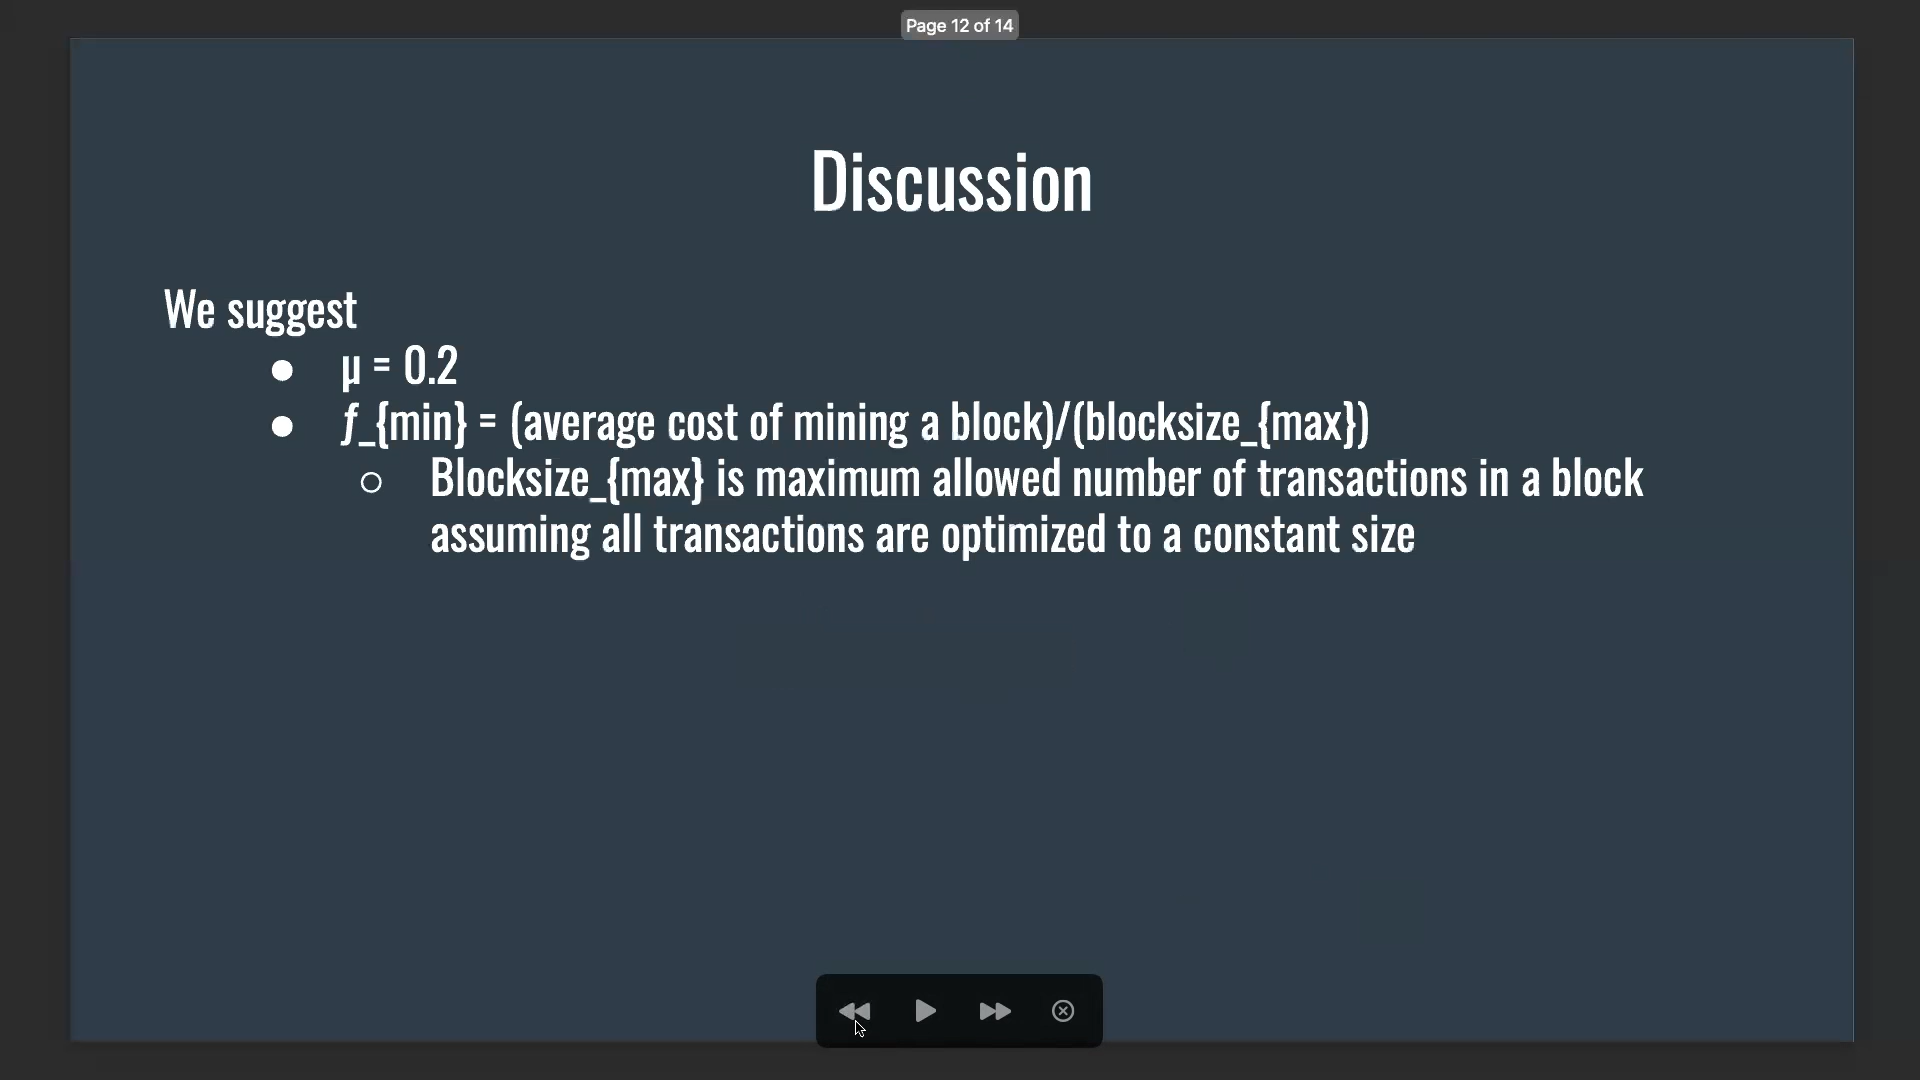 Page 12 of 14
Discussion
We suggest
● µ = 0.2
● ƒ_{min} = (average cost of mining a block)/(blocksize_{max})
○ Blocksize_{max} is maximum allowed number of transactions in a block
assuming all transactions are optimized to a constant size